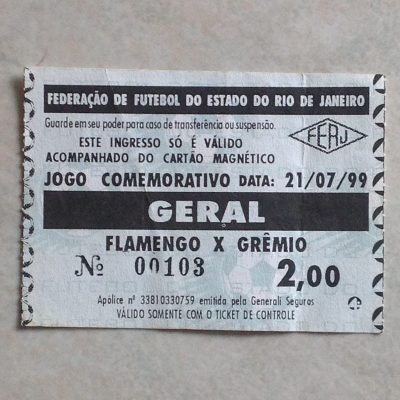 FEDERAÇÃO DE FUTEBOL DO ESTADO DO RIO DE JANEIRO
Guarde em seu poder para caso de transferência ou suspensão.
ESTE INGRESSO SÓ É VÁLIDO
ACOMPANHADO DO CARTÃO MAGNÉTICO
FERJ
JOGO COMEMORATIVO DATA: 21/07/99
GERAL
FLAMENGO X GRÊMIO
Nº 00103 2,00
Apólice nº 33810330759 emitida pela Generali Seguros
VÁLIDO SOMENTE COM O TICKET DE CONTROLE